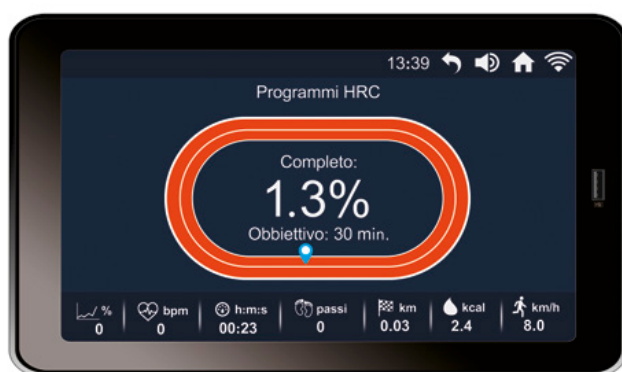 13:39
Programmi HRC
Completo:
1.3%
Obbiettivo: 30 min.
% bpm h:m:s passi km kcal km/h
0 0 00:23 0 0.03 2.4 8.0